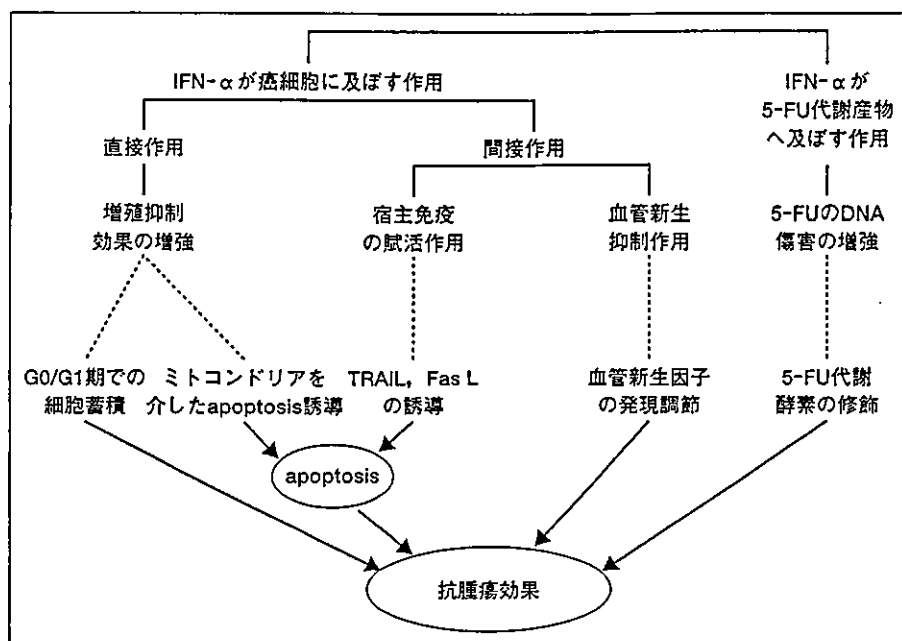 IFN-αが癌細胞に及ぼす作用
IFN-αが
5-FU代謝産物
へ及ぼす作用
直接作用
間接作用
増殖抑制
効果の増強
宿主免疫
の賦活作用
血管新生
抑制作用
5-FUのDNA
傷害の増強
G0/G1期での
細胞蓄積
ミトコンドリアを
介したapoptosis誘導
TRAIL, Fas L
の誘導
血管新生因子
の発現調節
5-FU代謝
酵素の修飾
apoptosis
抗腫瘍効果